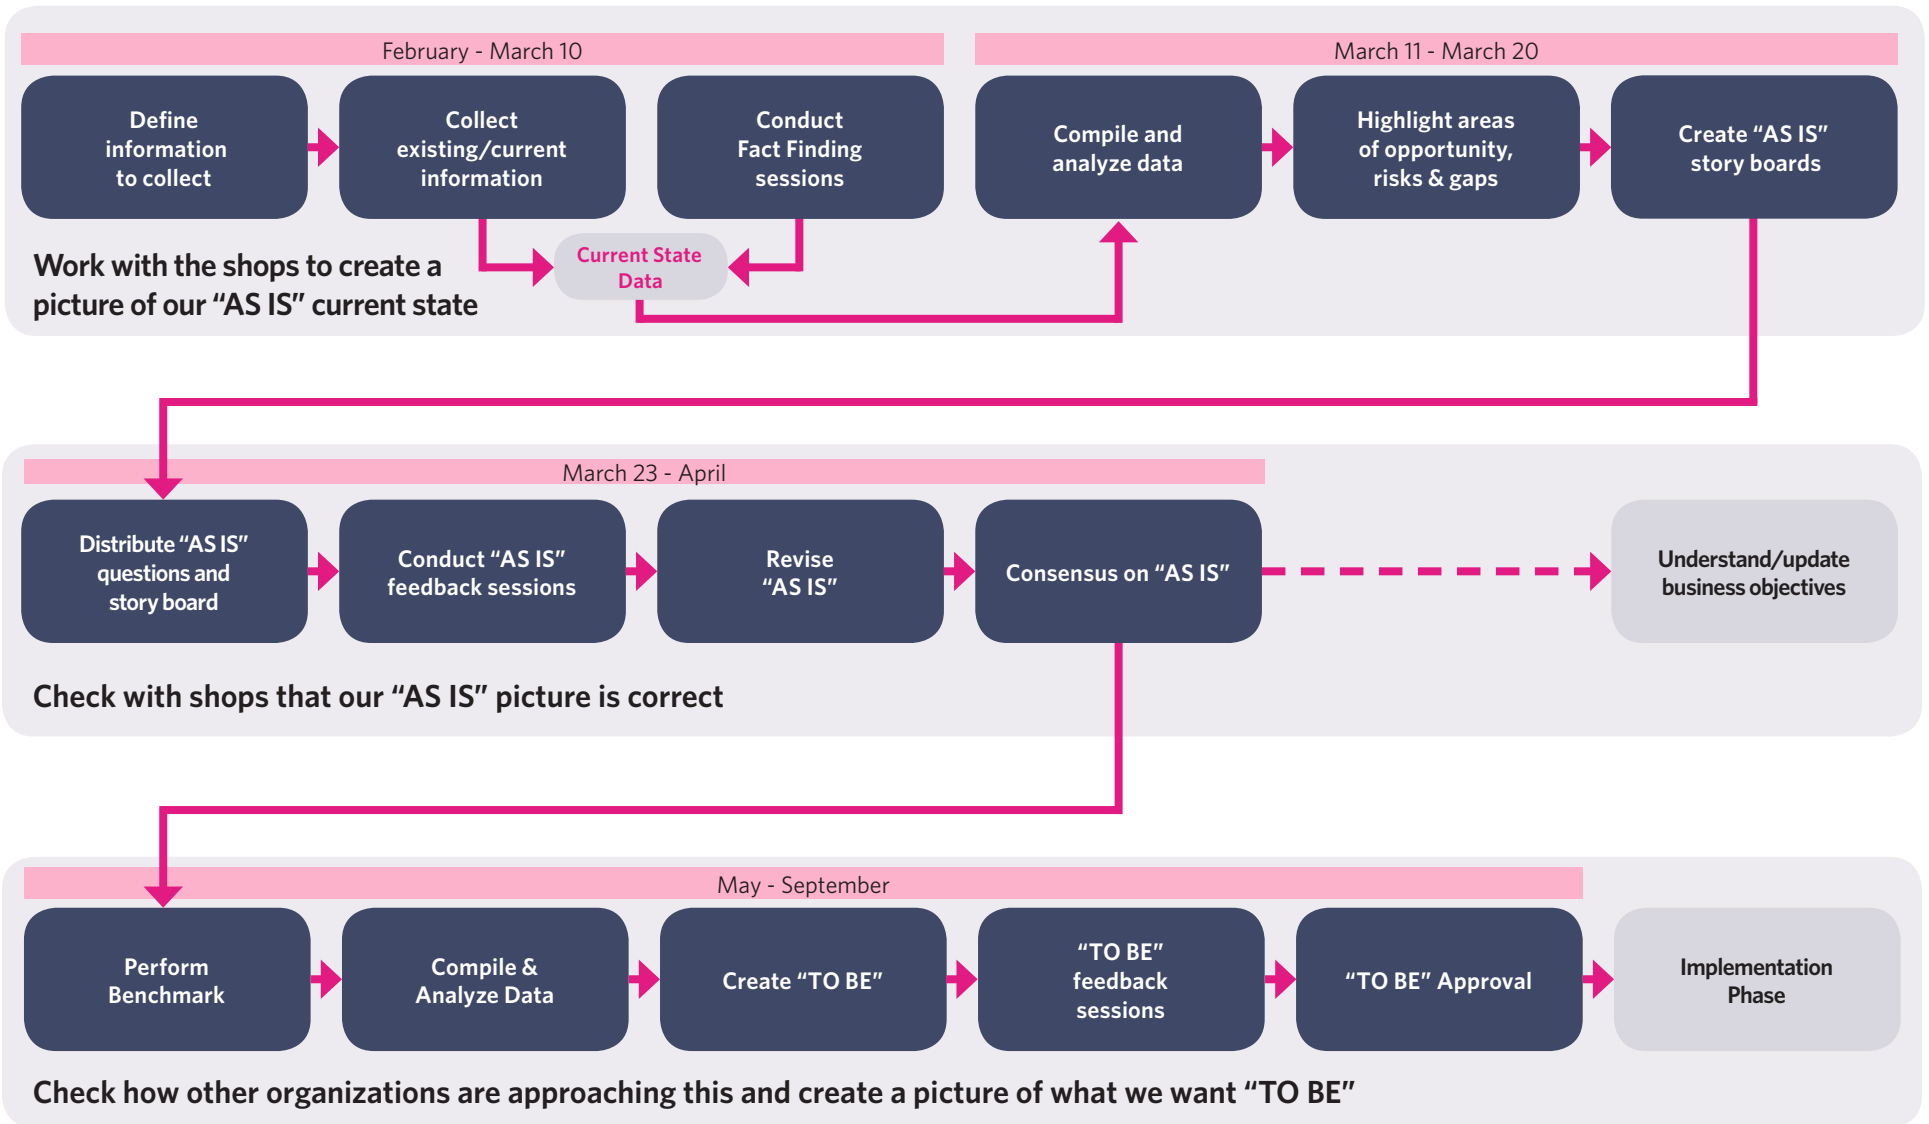 February - March 10
March 11 - March 20
Define
information
to collect
Collect
existing/current
information
Conduct
Fact Finding
sessions
Compile and
analyze data
Highlight areas
of opportunity,
risks & gaps
Create “AS IS”
story boards
Current State
Data
Work with the shops to create a
picture of our “AS IS” current state
March 23 - April
Distribute “AS IS”
questions and
story board
Conduct “AS IS”
feedback sessions
Revise
“AS IS”
Consensus on “AS IS”
Understand/update
business objectives
Check with shops that our “AS IS” picture is correct
May - September
Perform
Benchmark
Compile &
Analyze Data
Create “TO BE”
“TO BE”
feedback
sessions
“TO BE” Approval
Implementation
Phase
Check how other organizations are approaching this and create a picture of what we want “TO BE”